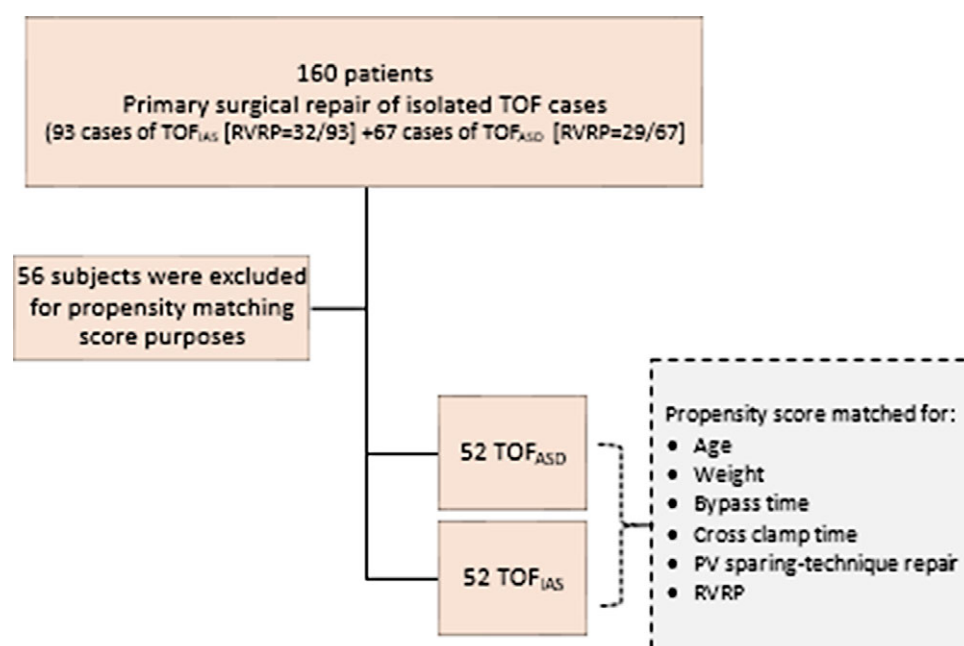 160 patients
Primary surgical repair of isolated TOF cases
(93 cases of TOFIAS [RVRP=32/93] +67 cases of TOFASD [RVRP=29/67]
56 subjects were excluded
for propensity matching
score purposes
52 TOFASD
52 TOFIAS
Propensity score matched for:
• Age
• Weight
• Bypass time
• Cross clamp time
• PV sparing-technique repair
• RVRP